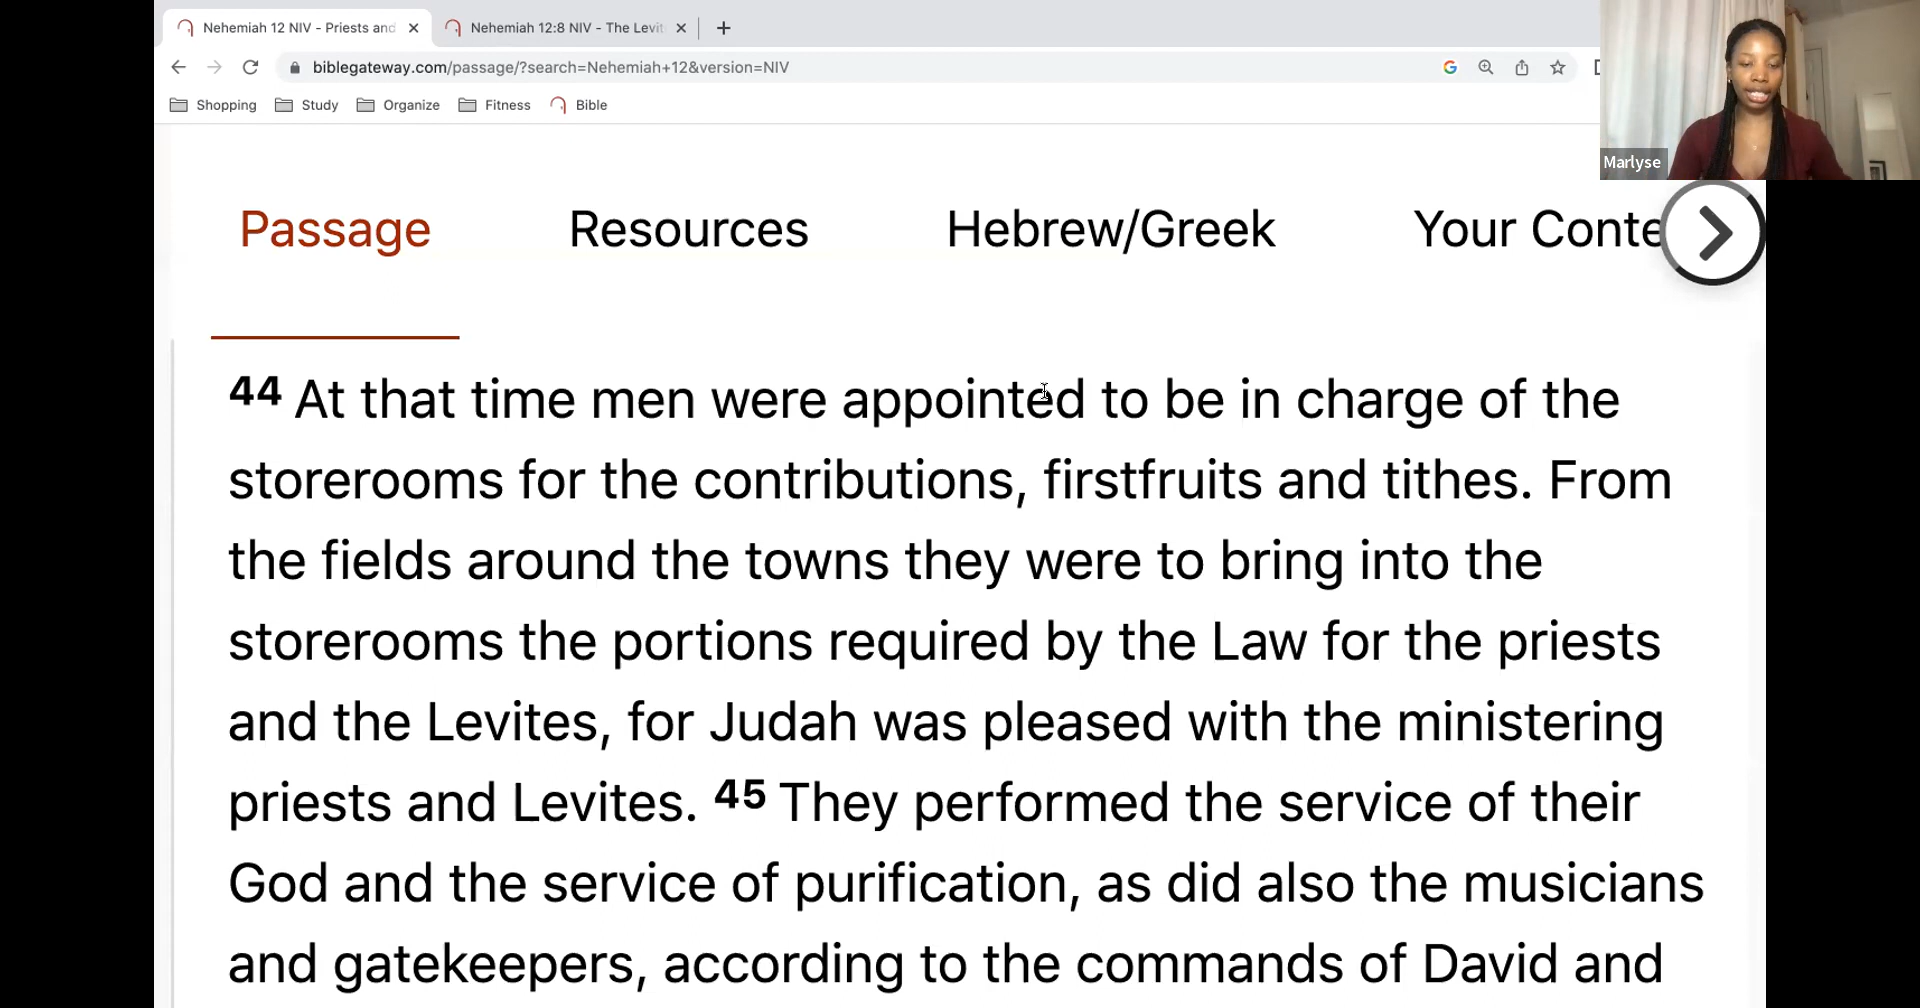 Nehemiah 12 NIV - Priests and
Nehemiah 12:8 NIV - The Levit
biblegateway.com/passage/?search=Nehemiah+12&version=NIV
Shopping Study Organize Fitness Bible
Marlyse
Passage Resources Hebrew/Greek Your Conte
44 At that time men were appointed to be in charge of the
storerooms for the contributions, firstfruits and tithes. From
the fields around the towns they were to bring into the
storerooms the portions required by the Law for the priests
and the Levites, for Judah was pleased with the ministering
priests and Levites. 45 They performed the service of their
God and the service of purification, as did also the musicians
and gatekeepers, according to the commands of David and